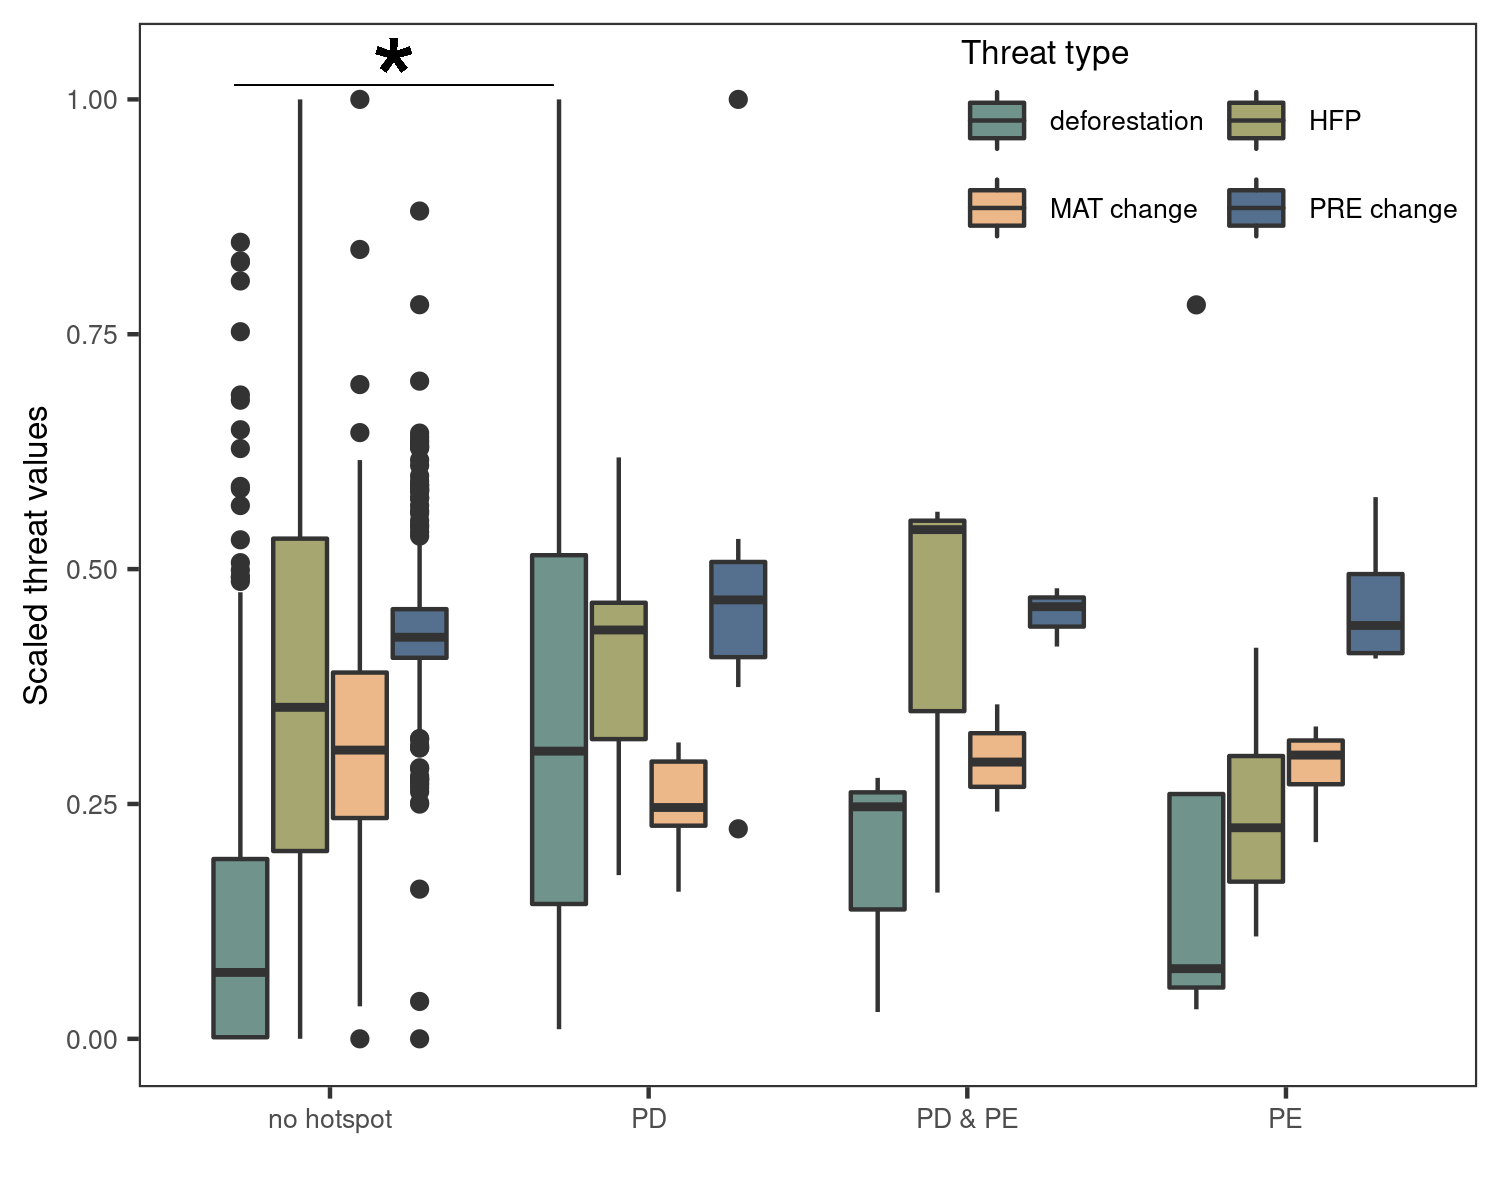 *
Threat type
deforestation
HFP
MAT change
PRE change
Scaled threat values
1.00
0.75
0.50
0.25
0.00
no hotspot
PD
PD & PE
PE